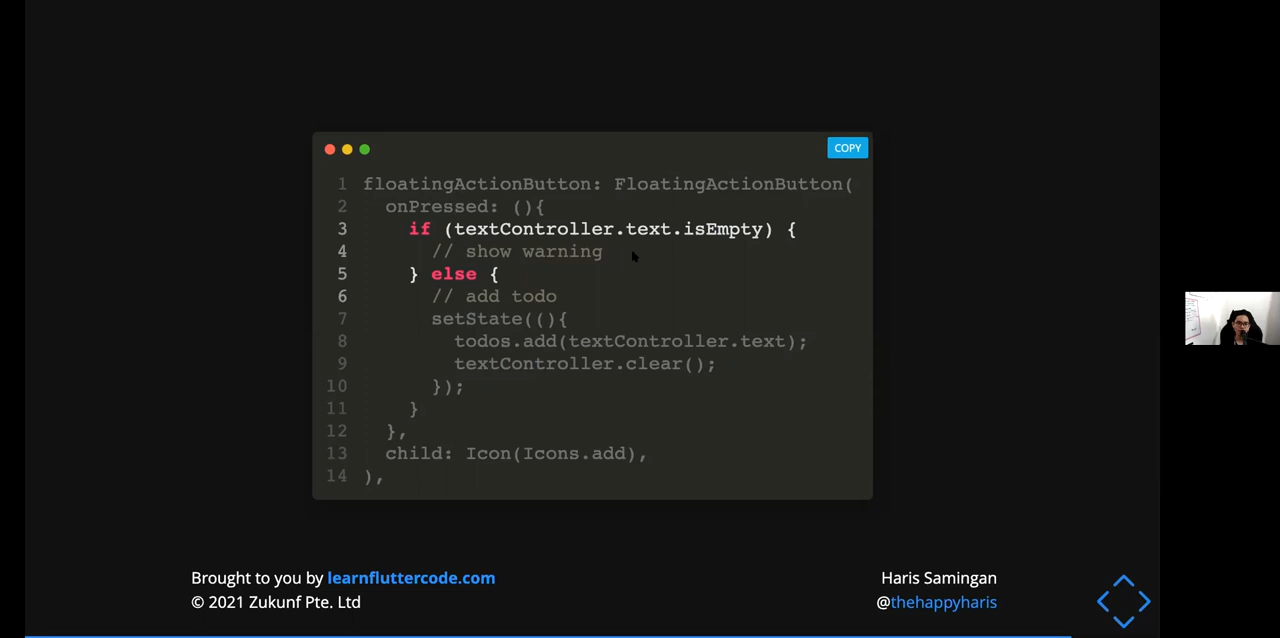 COPY
1 floatingActionButton: FloatingActionButton(
2   onPressed: (){
3     if (textController.text.isEmpty) {
4       // show warning
5     } else {
6       // add todo
7       setState((){
8         todos.add(textController.text);
9         textController.clear();
10       });
11     }
12   },
13   child: Icon(Icons.add),
14 ),
Brought to you by learnfluttercode.com
© 2021 Zukunf Pte. Ltd
Haris Samingan
@thehappyharis